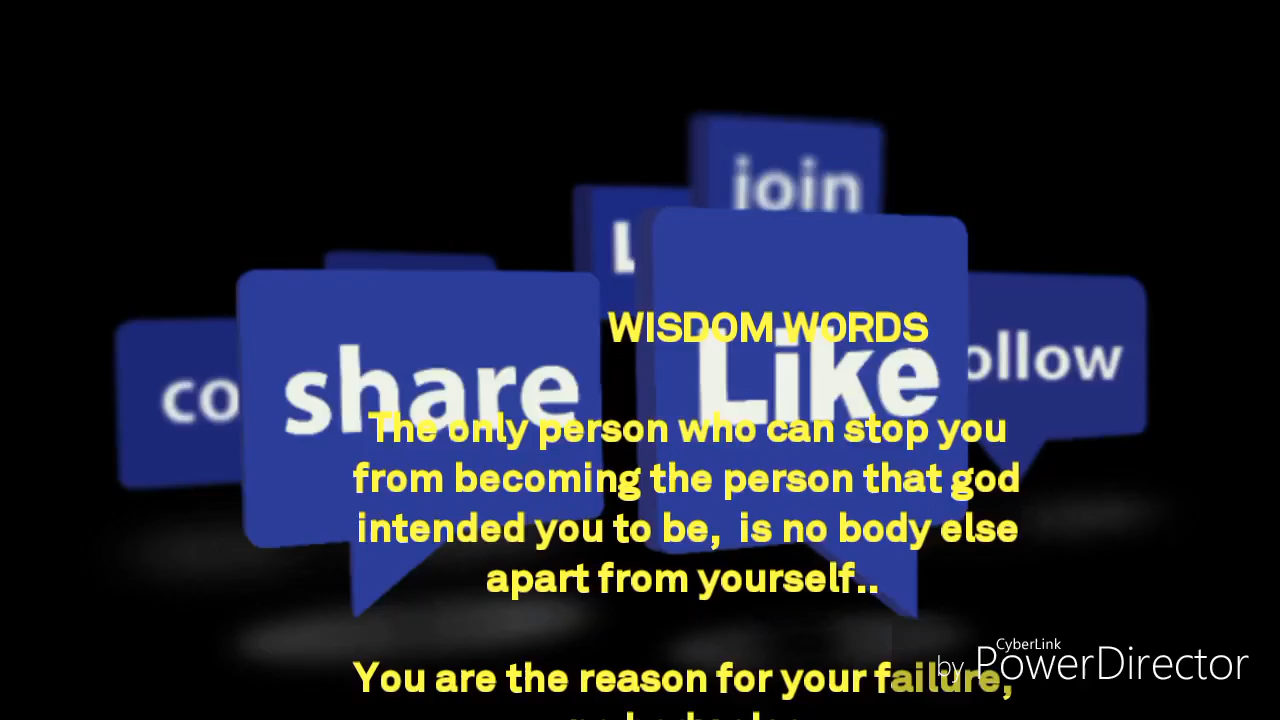 join
L
WISDOM WORDS
co
share
Like
ollow
The only person who can stop you
from becoming the person that god
intended you to be,  is no body else
apart from yourself..
You are the reason for your failure,
CyberLink
by PowerDirector